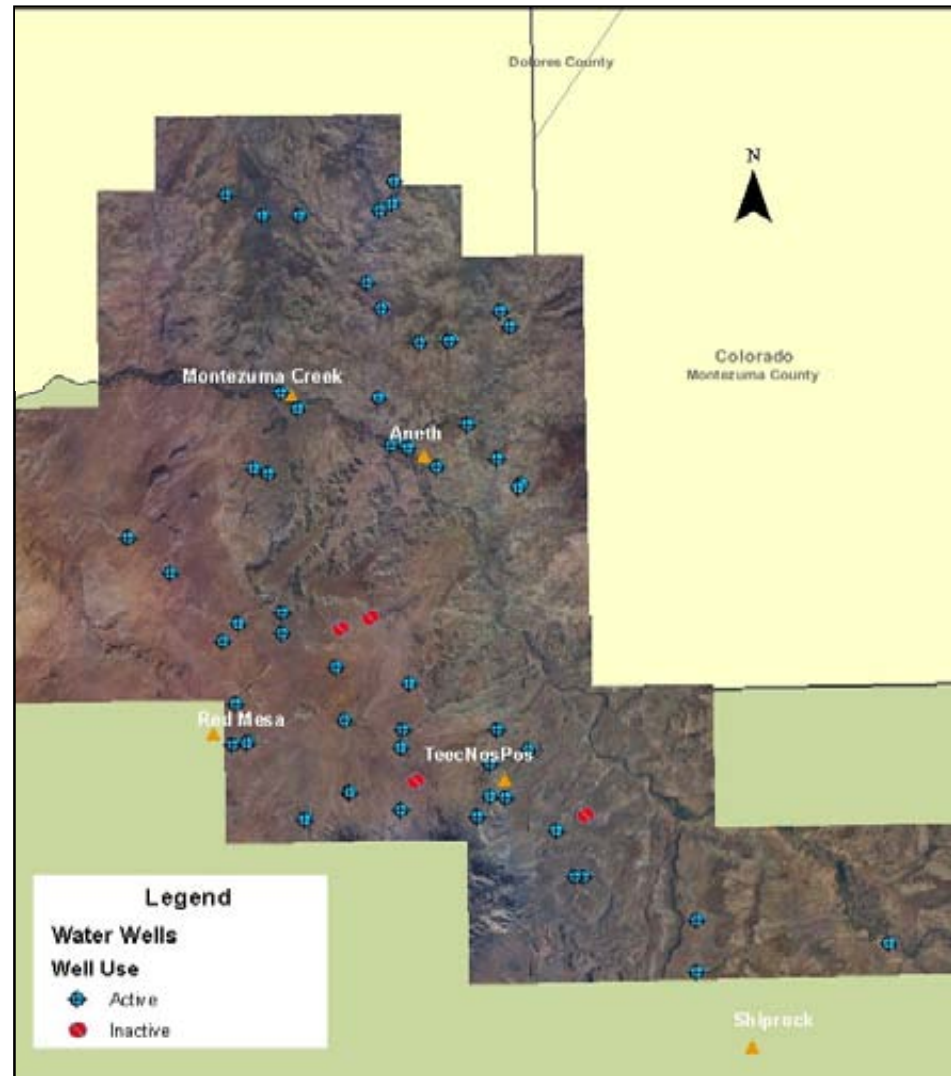 Dolores County
N
Colorado
Montezuma County
Montezuma Creek
Aneth
Red Mesa
TeecNosPos
Legend
Water Wells
Well Use
Active
Inactive
Shiprock